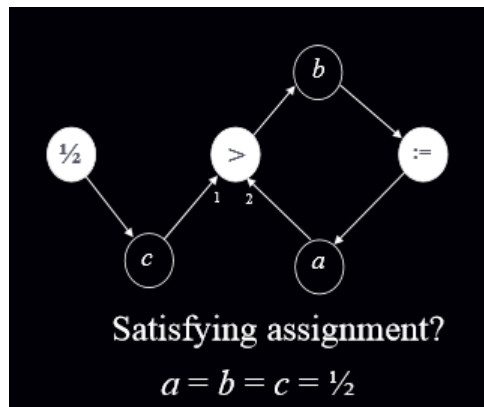 b
½
>
:=
1
2
c
a
Satisfying assignment?
a = b = c = ½